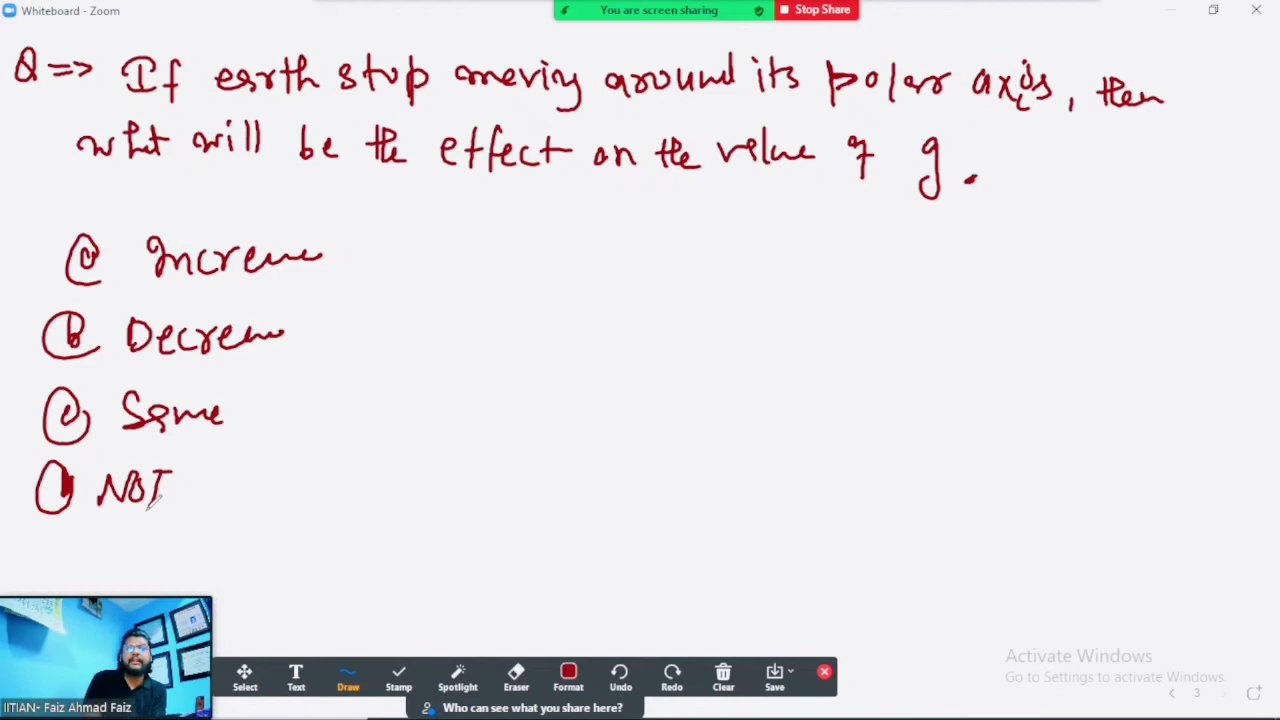 Whiteboard - Zoom
You are screen sharing
Stop Share
Q => If earth stop moving around its polar axis, then
what will be the effect on the value of g.
a Increase
b Decrease
c Same
NOT
Activate Windows
Go to Settings to activate Windows.
3
Select Text Draw Stamp Spotlight Eraser Format Undo Redo Clear Save
Who can see what you share here?
IITIAN- Faiz Ahmad Faiz